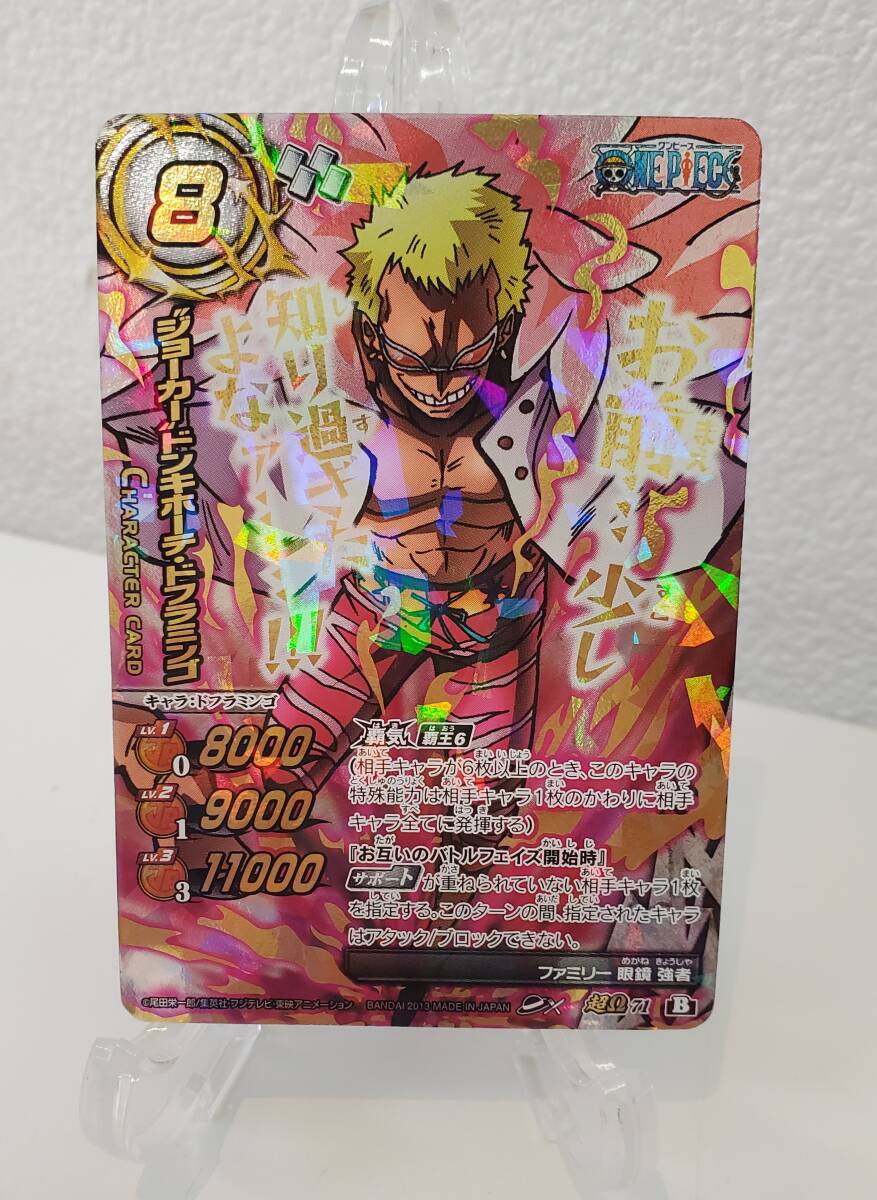 8
ワンピース
ONE PIECE
"ジョーカー"ドンキホーテ・ドフラミンゴ
CHARACTER CARD
お前ン少し
知り過ギ
よなァ
!!!
キャラ:ドフラミンゴ
LV.1 0 8000
LV.2 1 9000
LV.3 3 11000
覇気 覇王6
(相手キャラが6枚以上のとき、このキャラの
特殊能力は相手キャラ1枚のかわりに相手
キャラ全てに発揮する)
『お互いのバトルフェイズ開始時』
サポートが重ねられていない相手キャラ1枚
を指定する。このターンの間、指定されたキャラ
はアタック/ブロックできない。
ファミリー 眼鏡 強者
©尾田栄一郎/集英社・フジテレビ・東映アニメーション BANDAI 2013 MADE IN JAPAN 超Ω 71 B